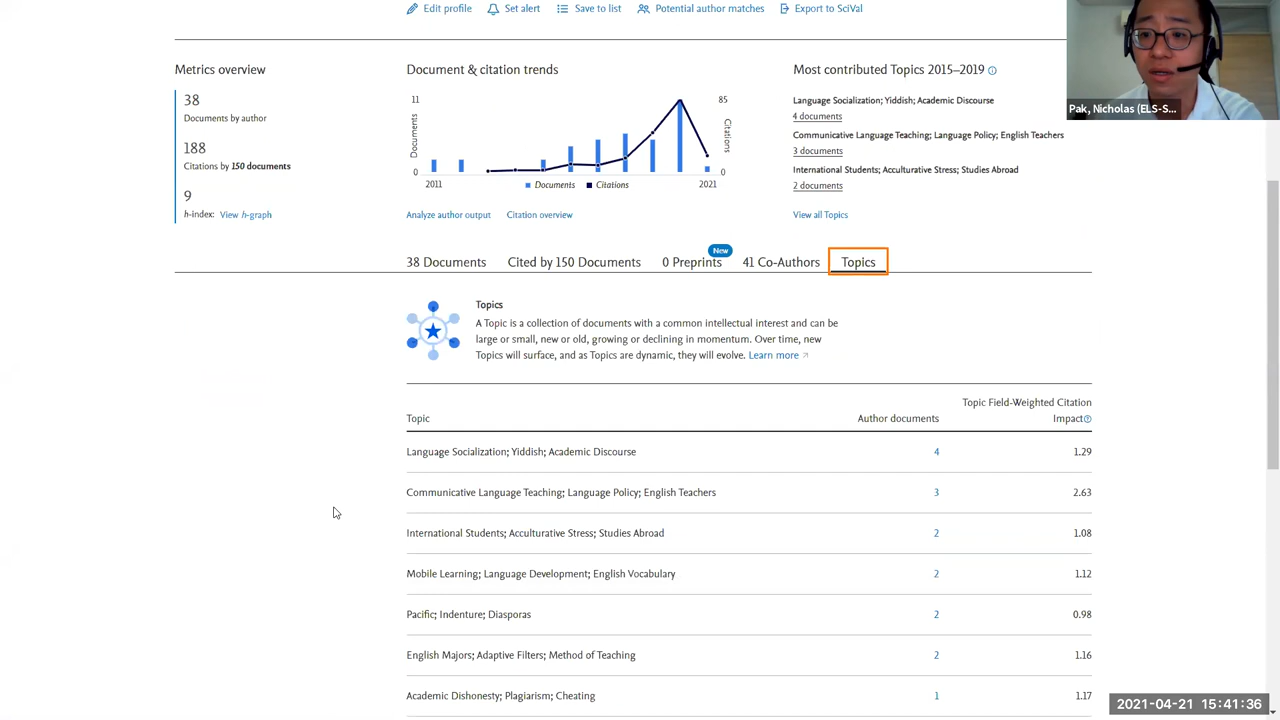 Edit profile
Set alert
Save to list
Potential author matches
Export to SciVal
Pak, Nicholas (ELS-S...
Metrics overview
38
Documents by author
188
Citations by 150 documents
9
h-index: View h-graph
Document & citation trends
11
85
Documents
Citations
0
0
2011
2021
Documents
Citations
Analyze author output
Citation overview
Most contributed Topics 2015–2019
Language Socialization; Yiddish; Academic Discourse
4 documents
Communicative Language Teaching; Language Policy; English Teachers
3 documents
International Students; Acculturative Stress; Studies Abroad
2 documents
View all Topics
New
38 Documents
Cited by 150 Documents
0 Preprints
41 Co-Authors
Topics
Topics
A Topic is a collection of documents with a common intellectual interest and can be
large or small, new or old, growing or declining in momentum. Over time, new
Topics will surface, and as Topics are dynamic, they will evolve. Learn more
Topic
Author documents
Topic Field-Weighted Citation
Impact
Language Socialization; Yiddish; Academic Discourse 4 1.29
Communicative Language Teaching; Language Policy; English Teachers 3 2.63
International Students; Acculturative Stress; Studies Abroad 2 1.08
Mobile Learning; Language Development; English Vocabulary 2 1.12
Pacific; Indenture; Diasporas 2 0.98
English Majors; Adaptive Filters; Method of Teaching 2 1.16
Academic Dishonesty; Plagiarism; Cheating 1 1.17
2021-04-21 15:41:36